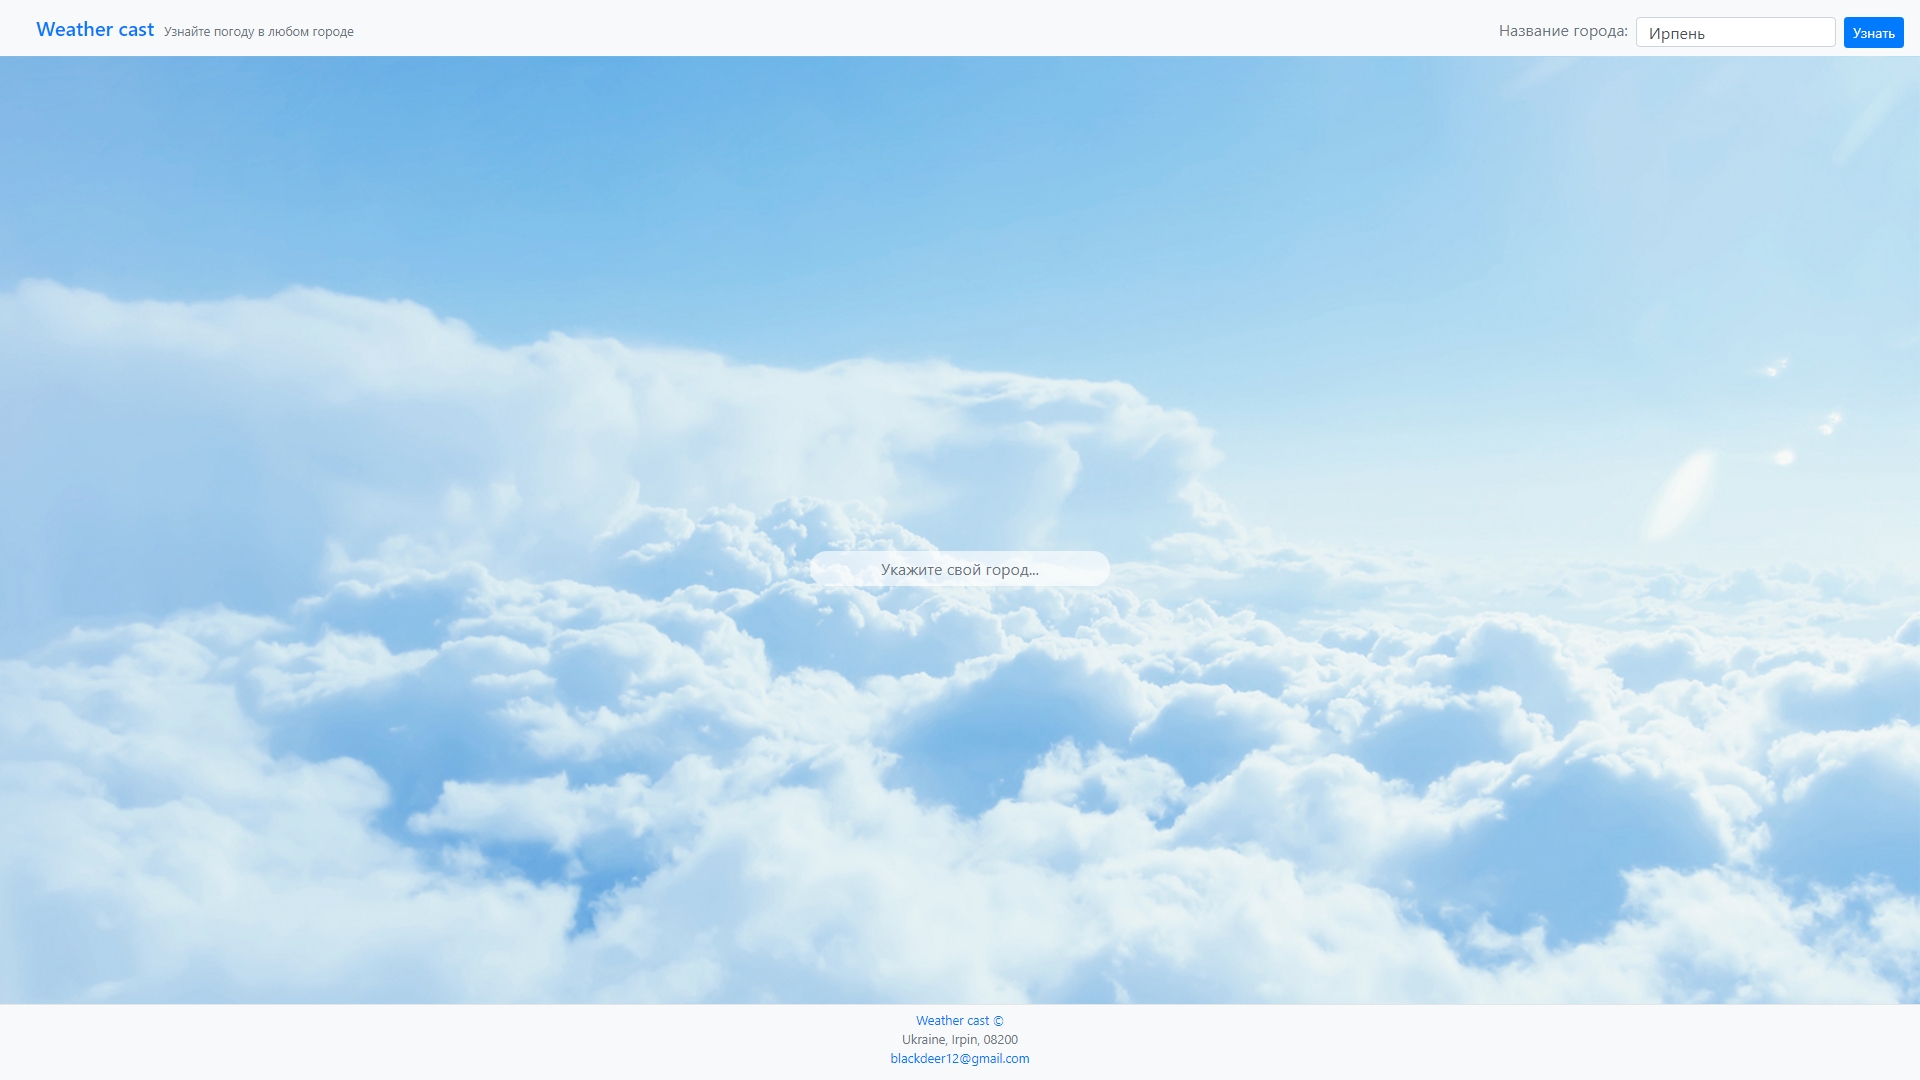 Weather cast Узнайте погоду в любом городе
Название города: Ирпень Узнать
Укажите свой город...
Weather cast ©
Ukraine, Irpin, 08200
blackdeer12@gmail.com